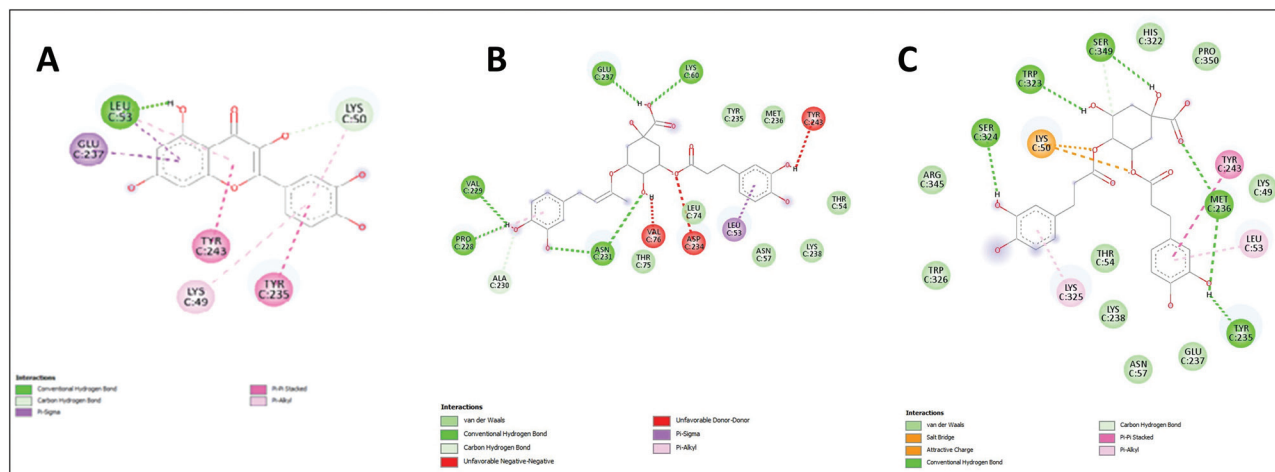 A
LEU
C:53
H
O
O
O
LYS
C:50
GLU
C:237
O
O
O
O
TYR
C:243
LYS
C:49
TYR
C:235
Interactions
Conventional Hydrogen Bond
Carbon Hydrogen Bond
Pi-Sigma
Pi-Pi Stacked
Pi-Alkyl
B
GLU
C:237
LYS
C:60
H
TYR
C:235
MET
C:236
TYR
C:243
VAL
C:229
PRO
C:228
ALA
C:230
ASN
C:231
THR
C:75
VAL
C:76
LEU
C:74
ASP
C:234
LEU
C:53
ASN
C:57
LYS
C:238
THR
C:54
H
H
H
Interactions
van der Waals
Conventional Hydrogen Bond
Carbon Hydrogen Bond
Unfavorable Negative-Negative
Unfavorable Donor-Donor
Pi-Sigma
Pi-Alkyl
C
SER
C:349
HIS
C:322
PRO
C:350
TRP
C:323
SER
C:324
LYS
C:50
ARG
C:345
TYR
C:243
LYS
C:49
MET
C:236
LEU
C:53
TRP
C:326
THR
C:54
LYS
C:325
LYS
C:238
TYR
C:235
GLU
C:237
ASN
C:57
H
H
H
H
Interactions
van der Waals
Salt Bridge
Attractive Charge
Conventional Hydrogen Bond
Carbon Hydrogen Bond
Pi-Pi Stacked
Pi-Alkyl